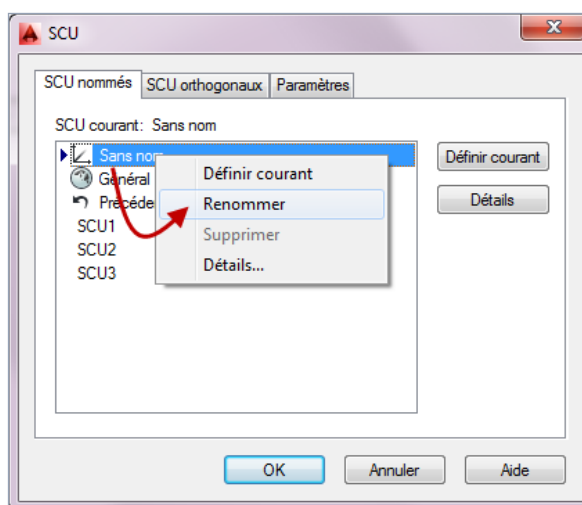 SCU
SCU nommés SCU orthogonaux Paramètres
SCU courant: Sans nom
Sans nom
Général
Précéde
SCU1
SCU2
SCU3
Définir courant
Renommer
Supprimer
Détails...
Définir courant
Détails
OK Annuler Aide